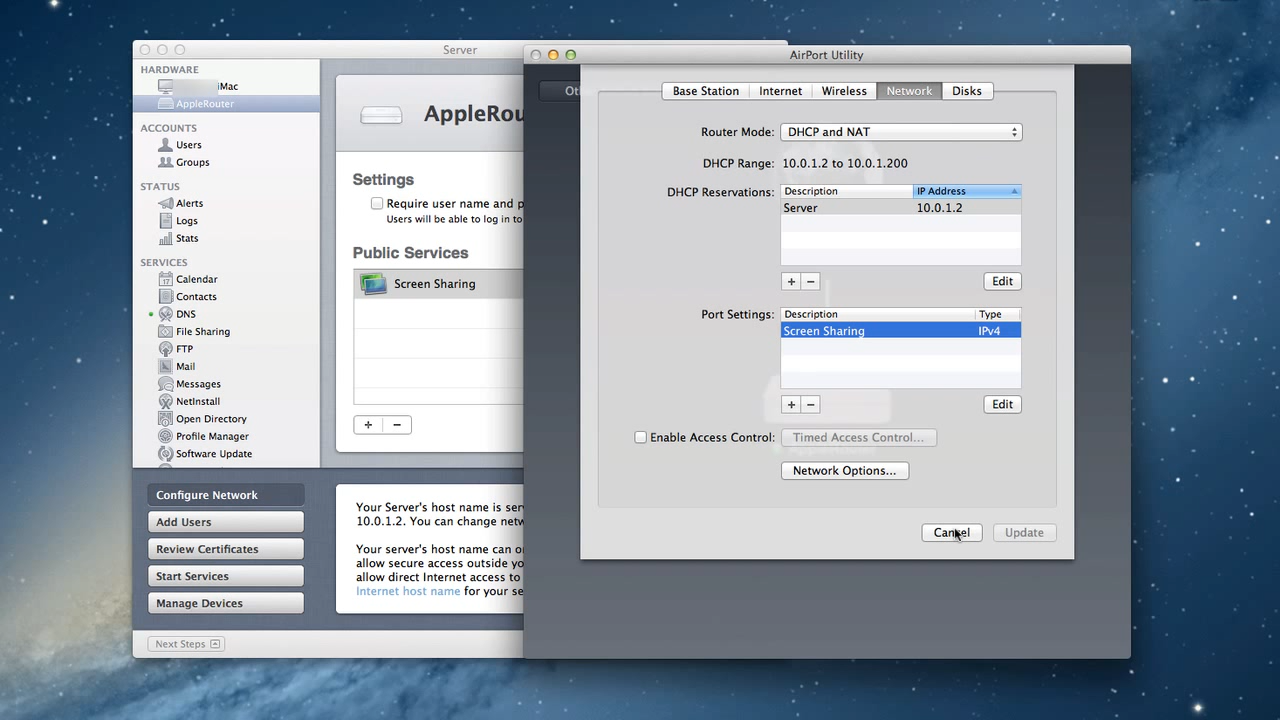 Server
HARDWARE
iMac
AppleRouter
ACCOUNTS
Users
Groups
STATUS
Alerts
Logs
Stats
SERVICES
Calendar
Contacts
DNS
File Sharing
FTP
Mail
Messages
NetInstall
Open Directory
Profile Manager
Software Update
Configure Network
Add Users
Review Certificates
Start Services
Manage Devices
Next Steps
AppleRou
Settings
Require user name and p
Users will be able to log in to
Public Services
Screen Sharing
+ −
Your Server's host name is ser
10.0.1.2. You can change netw
Your server's host name can on
allow secure access outside yo
allow direct Internet access to
Internet host name for your se
AirPort Utility
Ot
Base Station Internet Wireless Network Disks
Router Mode: DHCP and NAT
DHCP Range: 10.0.1.2 to 10.0.1.200
DHCP Reservations: Description IP Address
Server 10.0.1.2
+ − Edit
Port Settings: Description Type
Screen Sharing IPv4
+ − Edit
Enable Access Control: Timed Access Control...
Network Options...
Cancel Update